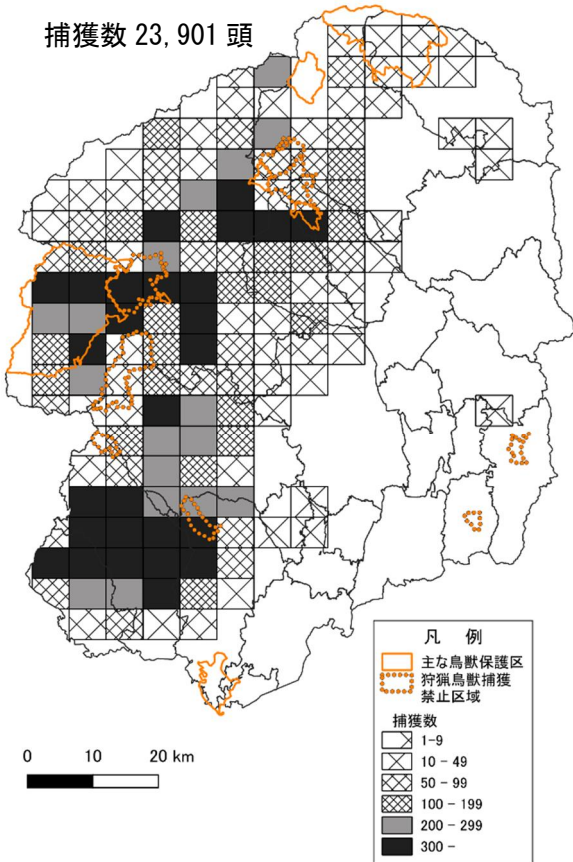 捕獲数 23,901 頭
0 10 20 km
凡 例
主な鳥獣保護区
狩猟鳥獣捕獲
禁止区域
捕獲数
1-9
10 - 49
50 - 99
100 - 199
200 - 299
300 -